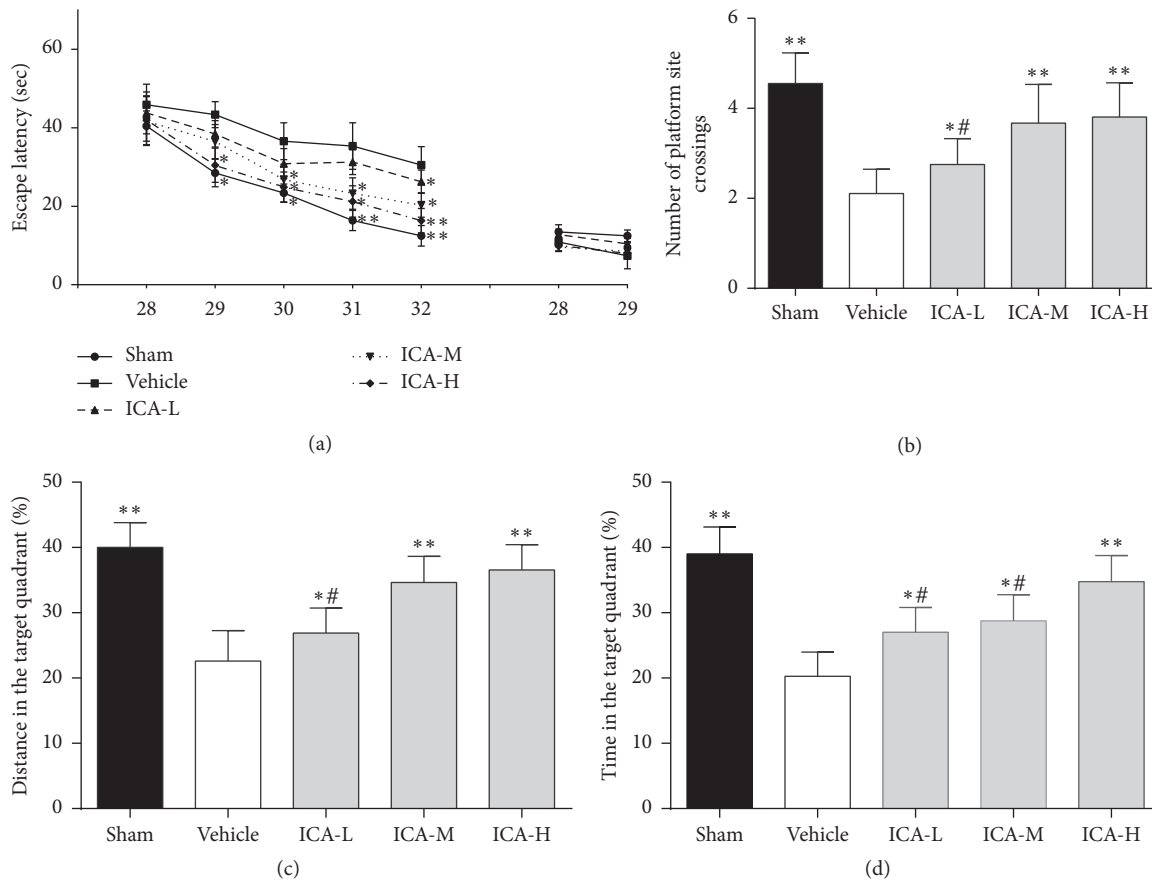 Escape latency (sec)
60
40
20
0
*
*
*
*
*
*
*
**
*
*
**
**
28
29
30
31
32
28
29
Sham
Vehicle
ICA-L
ICA-M
ICA-H
(a)
Number of platform site
crossings
6
4
2
0
**
*#
**
**
Sham
Vehicle
ICA-L
ICA-M
ICA-H
(b)
Distance in the target quadrant (%)
50
40
30
20
10
0
**
*#
**
**
Sham
Vehicle
ICA-L
ICA-M
ICA-H
(c)
Time in the target quadrant (%)
50
40
30
20
10
0
**
*#
*#
**
Sham
Vehicle
ICA-L
ICA-M
ICA-H
(d)